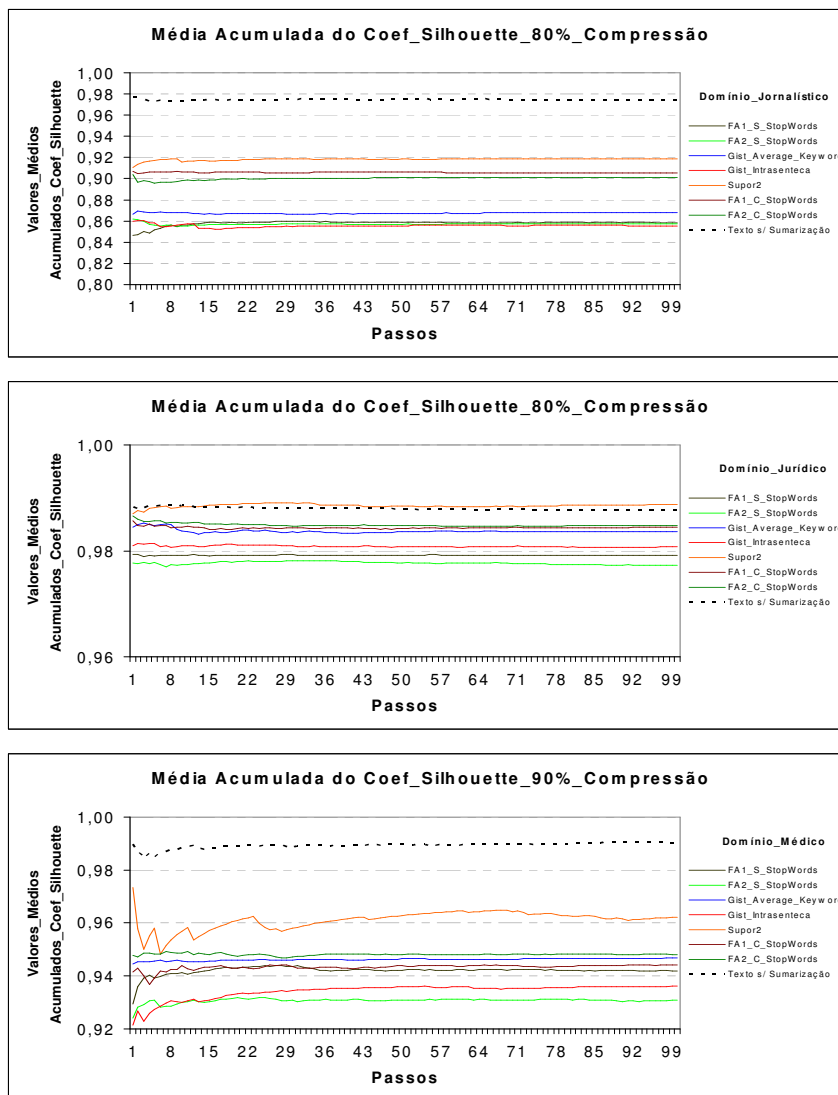 Média Acumulada do Coef_Silhouette_80%_Compressão
Valores_Médios
Acumulados_Coef_Silhouette
1,00
0,98
0,96
0,94
0,92
0,90
0,88
0,86
0,84
0,82
0,80
1 8 15 22 29 36 43 50 57 64 71 78 85 92 99
Passos
Domínio_Jornalístico
FA1_S_StopWords
FA2_S_StopWords
Gist_Average_Keyword
Gist_Intrasenteca
Supor2
FA1_C_StopWords
FA2_C_StopWords
Texto s/ Sumarização
Média Acumulada do Coef_Silhouette_80%_Compressão
Valores_Médios
Acumulados_Coef_Silhouette
1,00
0,98
0,96
1 8 15 22 29 36 43 50 57 64 71 78 85 92 99
Passos
Domínio_Jurídico
FA1_S_StopWords
FA2_S_StopWords
Gist_Average_Keyword
Gist_Intrasenteca
Supor2
FA1_C_StopWords
FA2_C_StopWords
Texto s/ Sumarização
Média Acumulada do Coef_Silhouette_90%_Compressão
Valores_Médios
Acumulados_Coef_Silhouette
1,00
0,98
0,96
0,94
0,92
1 8 15 22 29 36 43 50 57 64 71 78 85 92 99
Passos
Domínio_Médico
FA1_S_StopWords
FA2_S_StopWords
Gist_Average_Keyword
Gist_Intrasenteca
Supor2
FA1_C_StopWords
FA2_C_StopWords
Texto s/ Sumarização